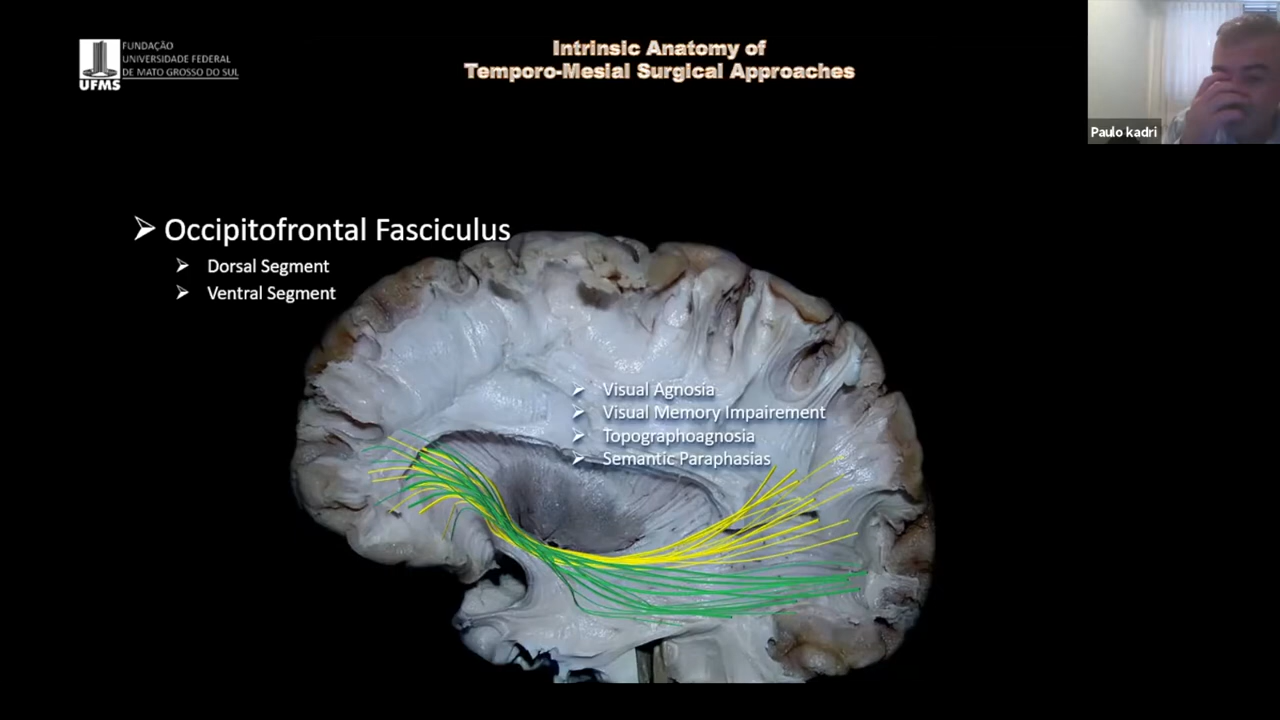 FUNDAÇÃO
UNIVERSIDADE FEDERAL
DE MATO GROSSO DO SUL
UFMS
Intrinsic Anatomy of
Temporo-Mesial Surgical Approaches
Paulo kadri
Occipitofrontal Fasciculus
Dorsal Segment
Ventral Segment
Visual Agnosia
Visual Memory Impairement
Topographoagnosia
Semantic Paraphasias